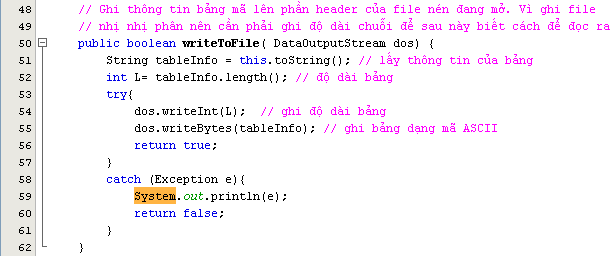 48 // Ghi thông tin bảng mã lên phần header của file nén đang mở. Vì ghi file
49 // nhị nhị phân nên cần phải ghi độ dài chuỗi để sau này biết cách để đọc ra
50 public boolean writeToFile( DataOutputStream dos) {
51 String tableInfo = this.toString(); // lấy thông tin của bảng
52 int L= tableInfo.length(); // độ dài bảng
53 try{
54 dos.writeInt(L); // ghi độ dài bảng
55 dos.writeBytes(tableInfo); // ghi bảng dạng mã ASCII
56 return true;
57 }
58 catch (Exception e){
59 System.out.println(e);
60 return false;
61 }
62 }